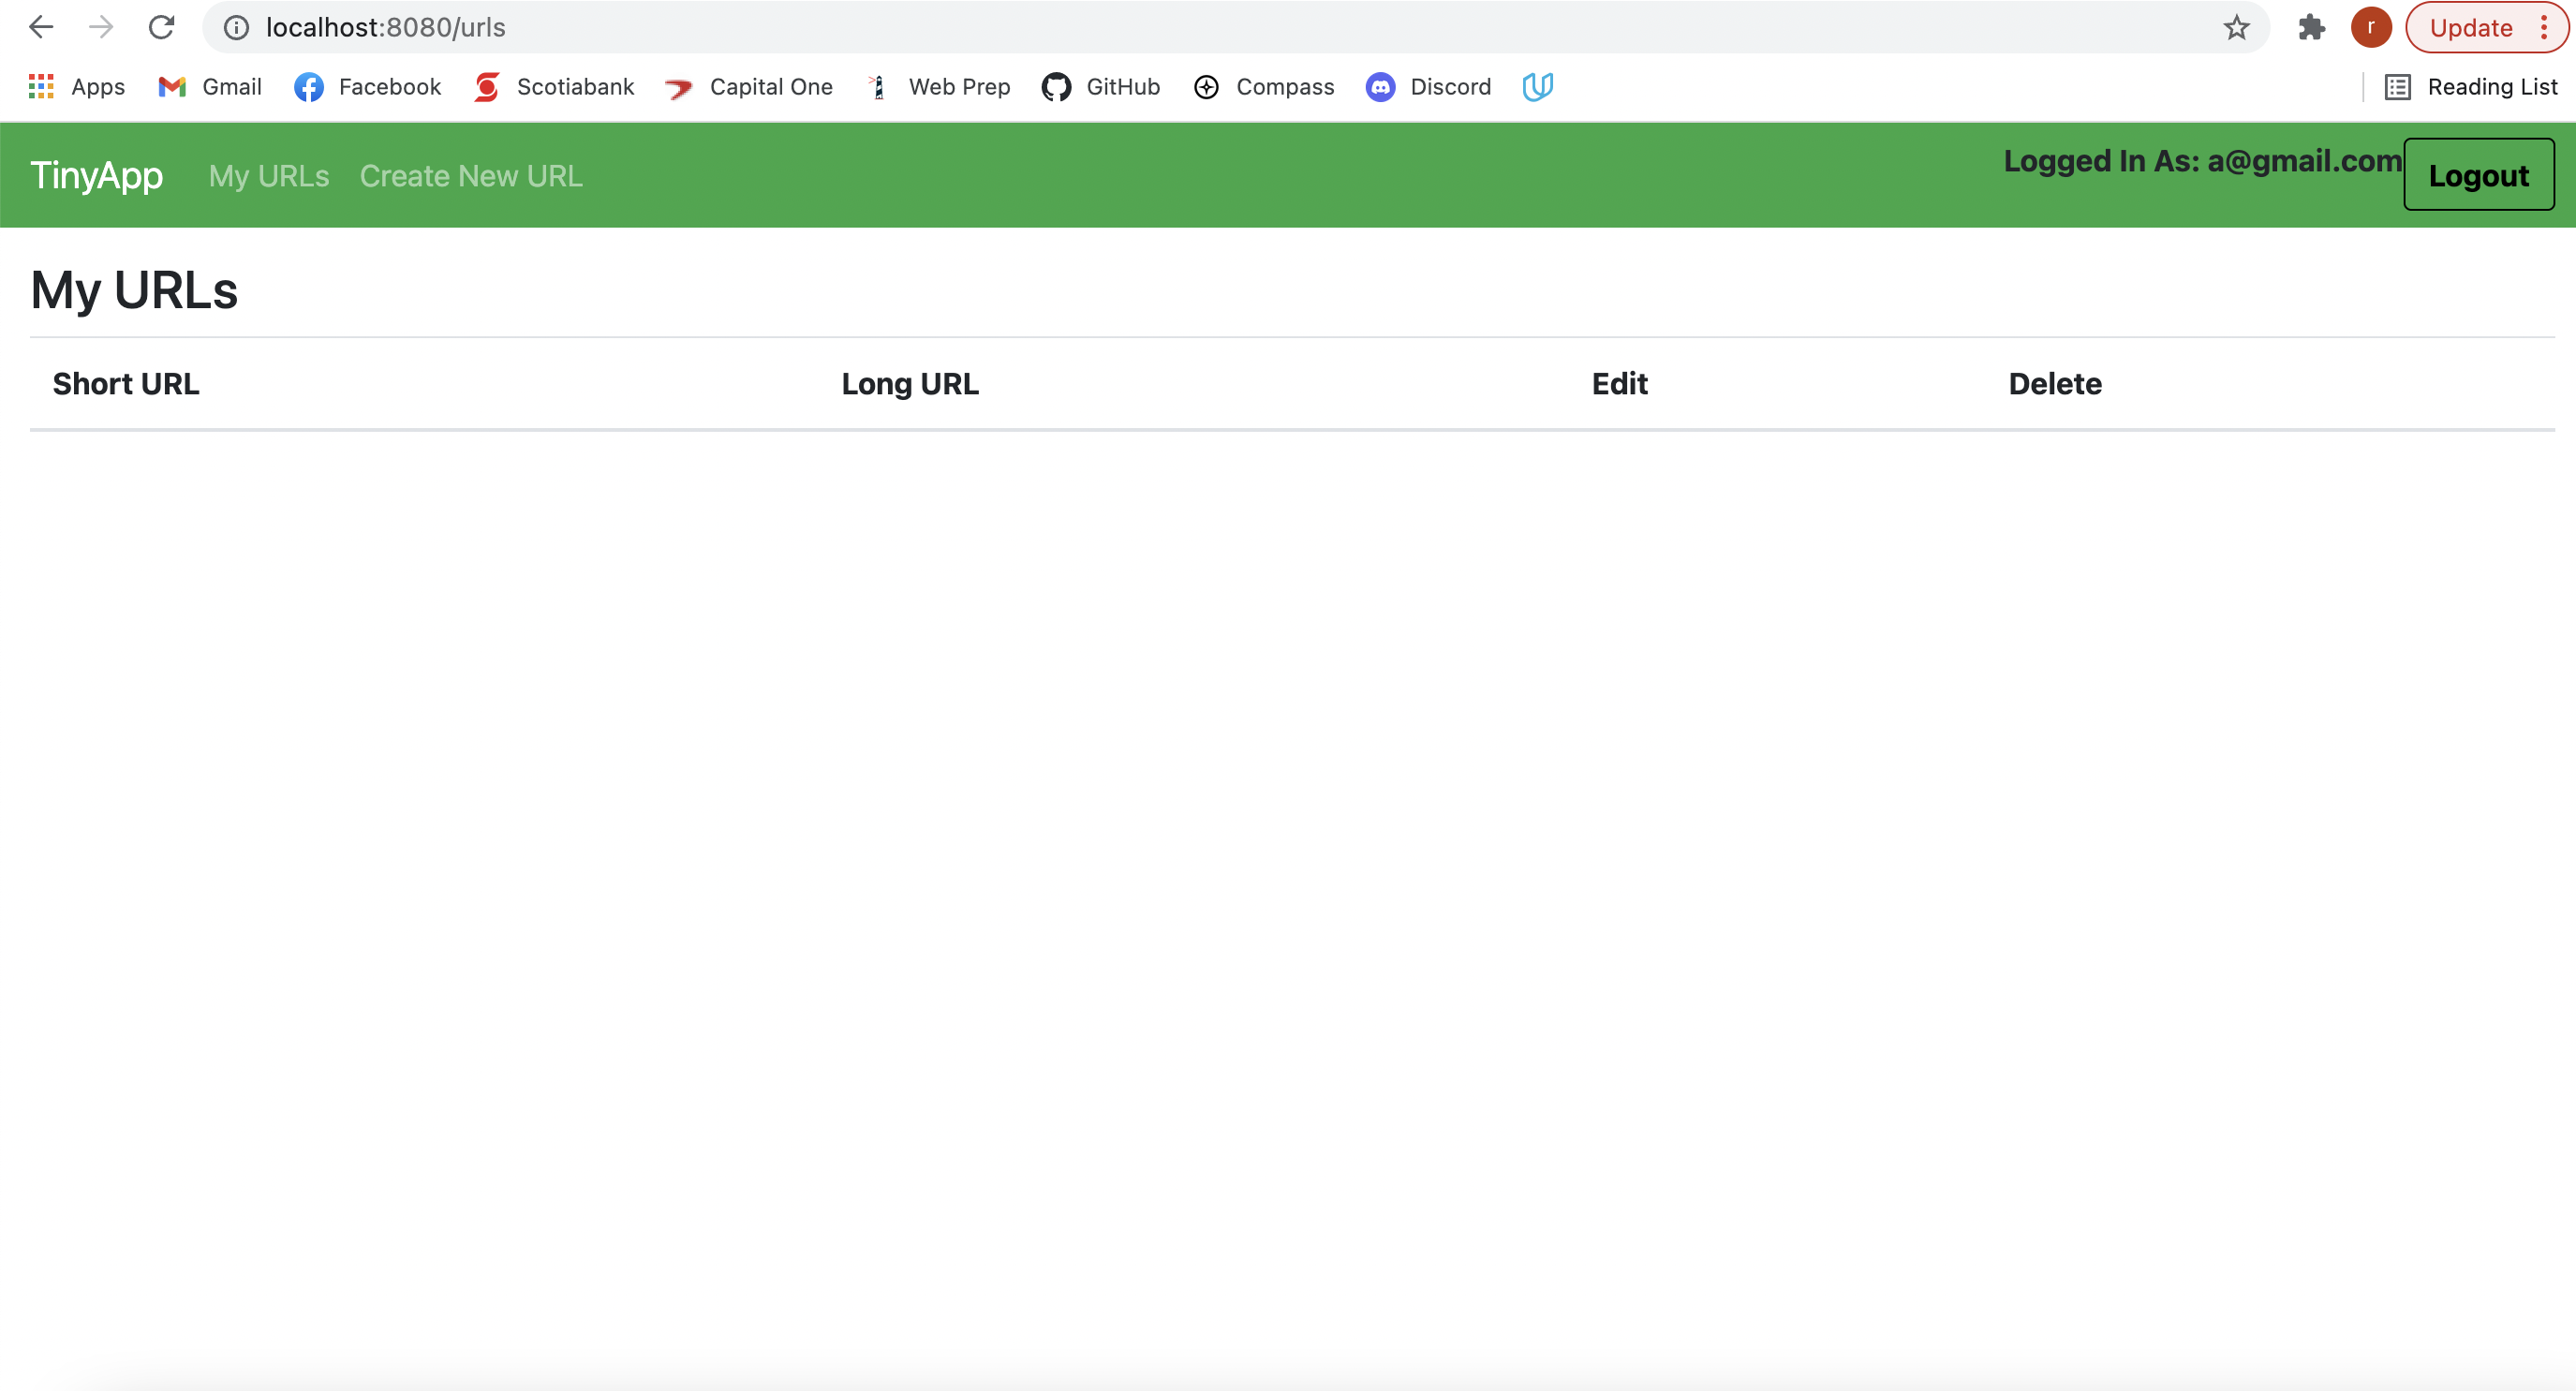 localhost:8080/urls
r
Update
Apps Gmail Facebook Scotiabank Capital One Web Prep GitHub Compass Discord Reading List
TinyApp My URLs Create New URL Logged In As: a@gmail.com Logout
My URLs
Short URL Long URL Edit Delete